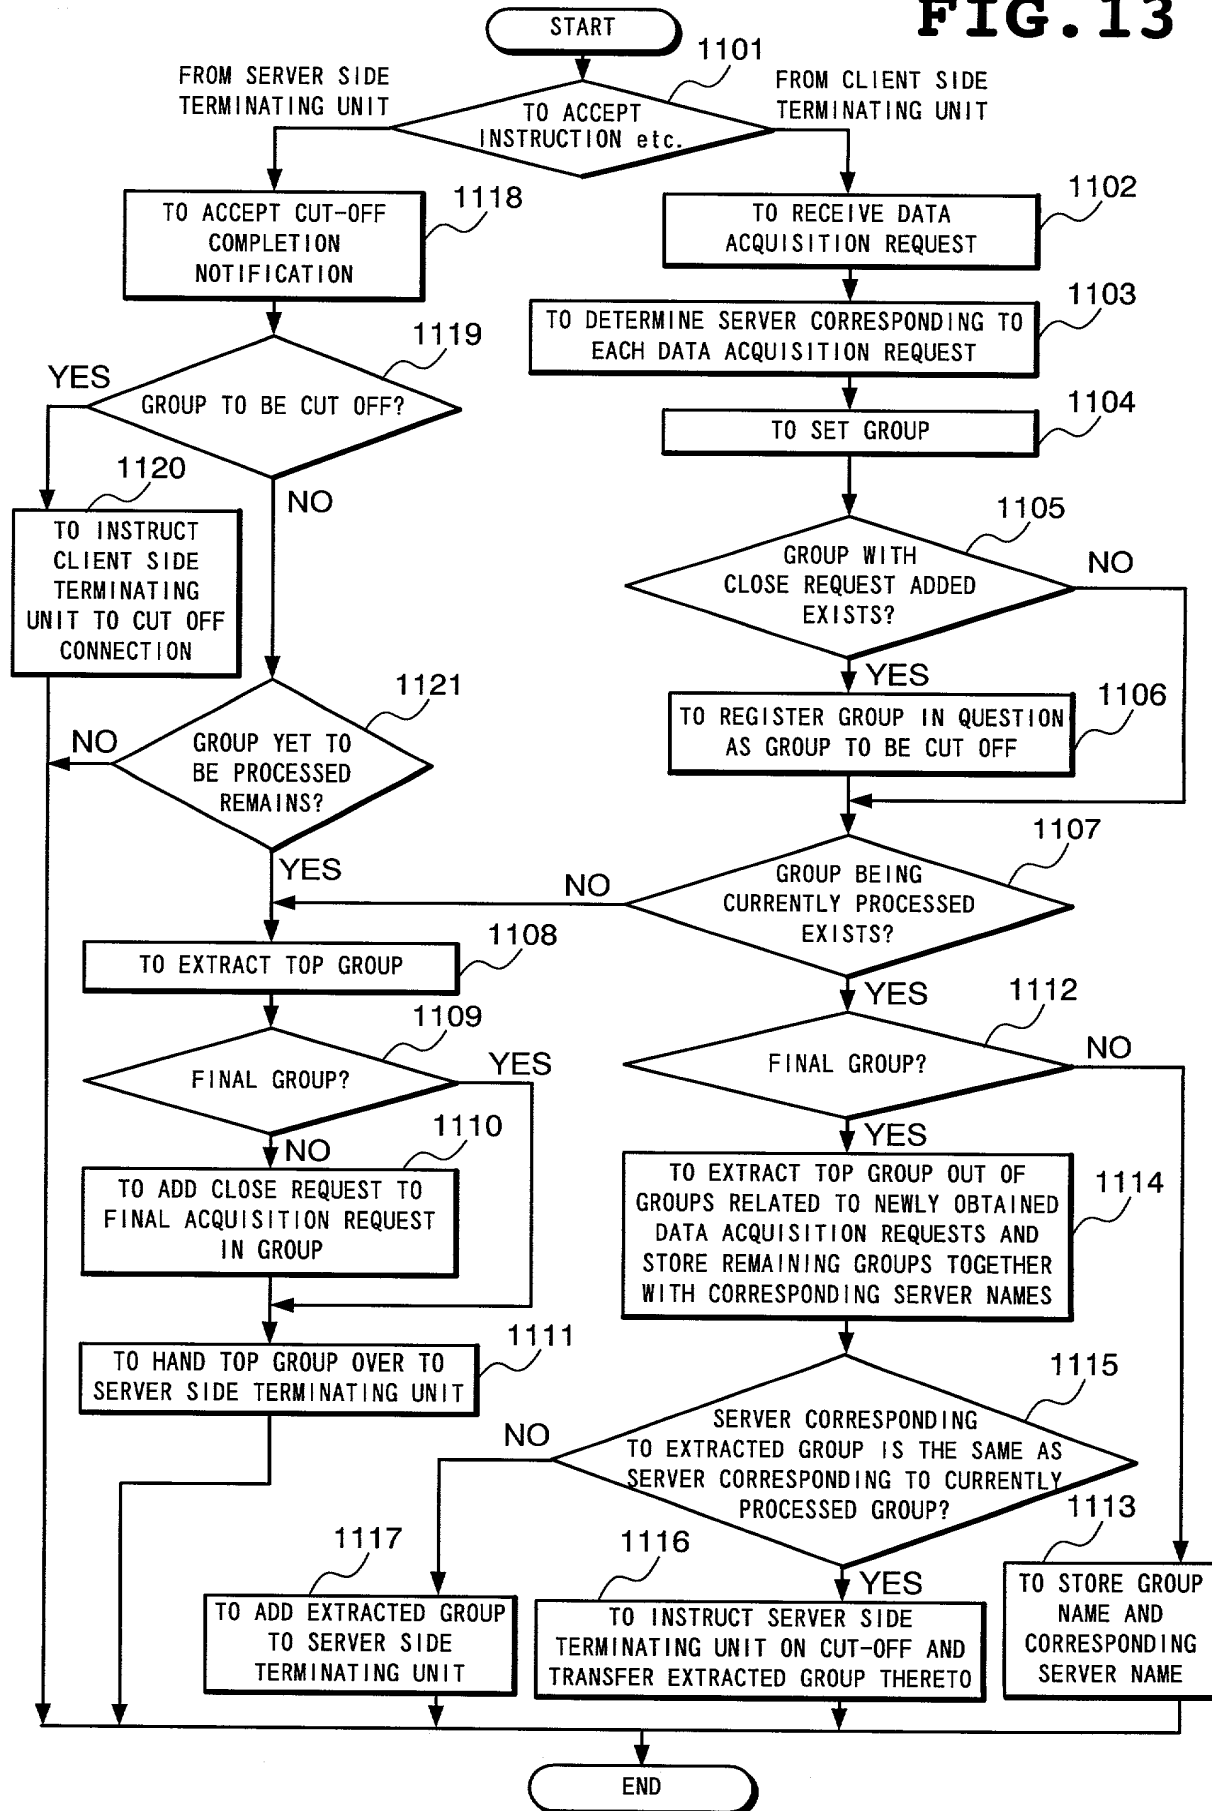 FIG.13
START
1101
FROM SERVER SIDE
TERMINATING UNIT
FROM CLIENT SIDE
TERMINATING UNIT
TO ACCEPT
INSTRUCTION etc.
1118
TO ACCEPT CUT-OFF
COMPLETION
NOTIFICATION
1102
TO RECEIVE DATA
ACQUISITION REQUEST
1103
TO DETERMINE SERVER CORRESPONDING TO
EACH DATA ACQUISITION REQUEST
1119
YES
GROUP TO BE CUT OFF?
NO
1104
TO SET GROUP
1120
TO INSTRUCT
CLIENT SIDE
TERMINATING
UNIT TO CUT OFF
CONNECTION
1105
GROUP WITH
CLOSE REQUEST ADDED
EXISTS?
NO
YES
1106
TO REGISTER GROUP IN QUESTION
AS GROUP TO BE CUT OFF
1121
NO
GROUP YET TO
BE PROCESSED
REMAINS?
YES
1107
NO
GROUP BEING
CURRENTLY PROCESSED
EXISTS?
YES
1108
TO EXTRACT TOP GROUP
1109
FINAL GROUP?
YES
NO
1112
FINAL GROUP?
NO
YES
1110
TO ADD CLOSE REQUEST TO
FINAL ACQUISITION REQUEST
IN GROUP
1114
TO EXTRACT TOP GROUP OUT OF
GROUPS RELATED TO NEWLY OBTAINED
DATA ACQUISITION REQUESTS AND
STORE REMAINING GROUPS TOGETHER
WITH CORRESPONDING SERVER NAMES
1111
TO HAND TOP GROUP OVER TO
SERVER SIDE TERMINATING UNIT
1115
NO
SERVER CORRESPONDING
TO EXTRACTED GROUP IS THE SAME AS
SERVER CORRESPONDING TO CURRENTLY
PROCESSED GROUP?
YES
1117
TO ADD EXTRACTED GROUP
TO SERVER SIDE
TERMINATING UNIT
1116
TO INSTRUCT SERVER SIDE
TERMINATING UNIT ON CUT-OFF AND
TRANSFER EXTRACTED GROUP THERETO
1113
TO STORE GROUP
NAME AND
CORRESPONDING
SERVER NAME
END